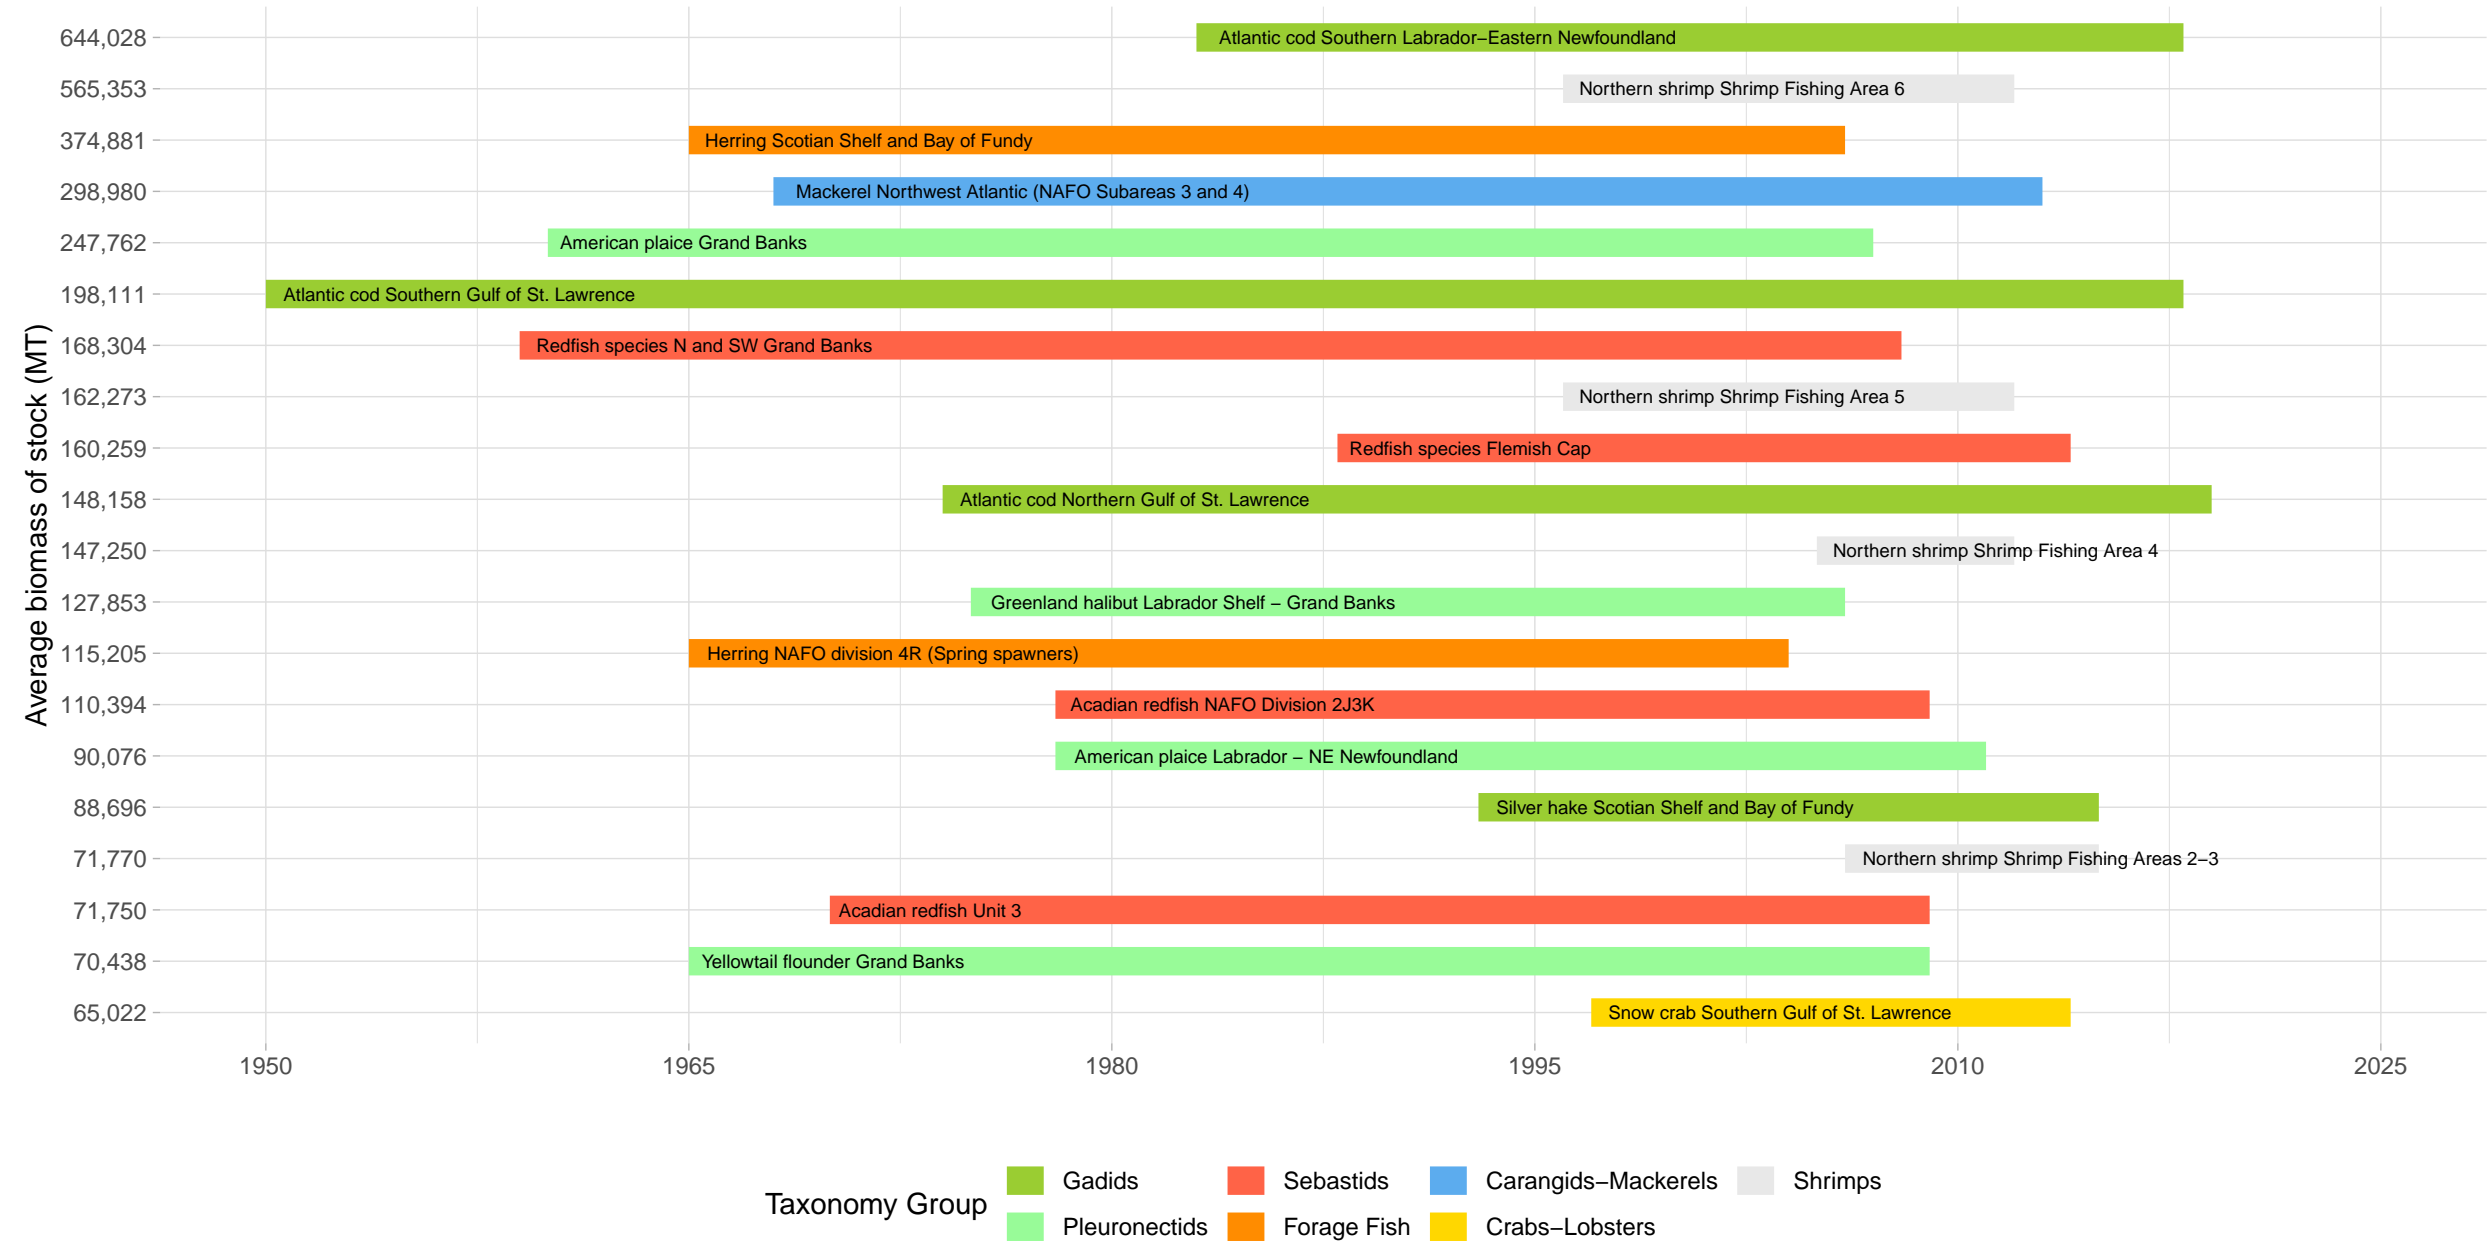 644,028 Atlantic cod Southern Labrador–Eastern Newfoundland
565,353 Northern shrimp Shrimp Fishing Area 6
374,881 Herring Scotian Shelf and Bay of Fundy
298,980 Mackerel Northwest Atlantic (NAFO Subareas 3 and 4)
247,762 American plaice Grand Banks
198,111 Atlantic cod Southern Gulf of St. Lawrence
168,304 Redfish species N and SW Grand Banks
162,273 Northern shrimp Shrimp Fishing Area 5
160,259 Redfish species Flemish Cap
148,158 Atlantic cod Northern Gulf of St. Lawrence
147,250 Northern shrimp Shrimp Fishing Area 4
127,853 Greenland halibut Labrador Shelf – Grand Banks
115,205 Herring NAFO division 4R (Spring spawners)
110,394 Acadian redfish NAFO Division 2J3K
90,076 American plaice Labrador – NE Newfoundland
88,696 Silver hake Scotian Shelf and Bay of Fundy
71,770 Northern shrimp Shrimp Fishing Areas 2–3
71,750 Acadian redfish Unit 3
70,438 Yellowtail flounder Grand Banks
65,022 Snow crab Southern Gulf of St. Lawrence
Average biomass of stock (MT)
1950 1965 1980 1995 2010 2025
Taxonomy Group
Gadids Sebastids Carangids–Mackerels Shrimps
Pleuronectids Forage Fish Crabs–Lobsters